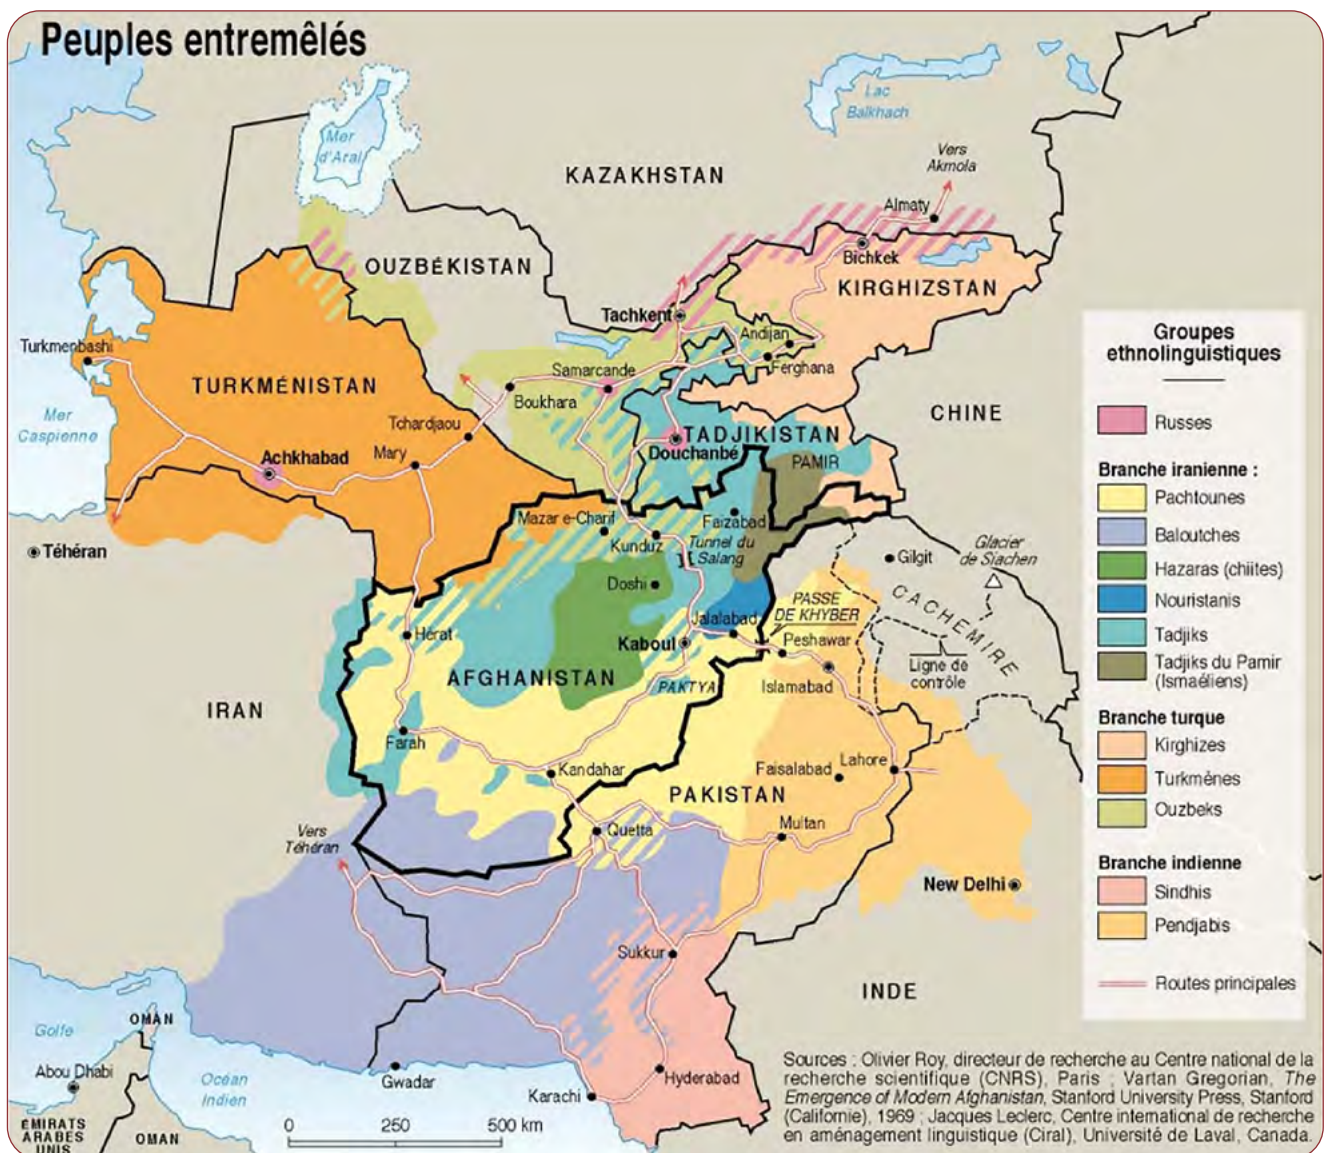 Peuples entremêlés
Mer
d'Aral
Lac
Balkhach
Vers
Akmola
KAZAKHSTAN
Almaty
Bichkek
OUZBÉKISTAN
KIRGHIZSTAN
Tachkent
Andijan
Ferghana
Turkmenbashi
Samarcande
TURKMÉNISTAN
Boukhara
CHINE
Mer
Caspienne
Tchardjaou
TADJIKISTAN
Douchanbé
Mary
Achkhabad
PAMIR
Mazar e-Charif
Faizabad
Kunduz
Tunnel du
Salang
Téhéran
Gilgit
Glacier
de Siachen
Doshi
CACHEMIRE
PASSE
DE KHYBER
Jalalabad
Hérat
Kaboul
Peshawar
Ligne de
contrôle
AFGHANISTAN
PAKTYA
Islamabad
IRAN
Farah
Kandahar
Faisalabad
Lahore
PAKISTAN
Quetta
Multan
Vers
Téhéran
New Delhi
Sukkur
INDE
OMAN
Golfe
Abou Dhabi
Océan
Indien
Gwadar
Karachi
Hyderabad
ÉMIRATS
ARABES
UNIS
OMAN
0 250 500 km
Groupes
ethnolinguistiques
Russes
Branche iranienne :
Pachtounes
Baloutches
Hazaras (chiites)
Nouristanis
Tadjiks
Tadjiks du Pamir
(Ismaéliens)
Branche turque
Kirghizes
Turkmènes
Ouzbeks
Branche indienne
Sindhis
Pendjabis
Routes principales
Sources : Olivier Roy, directeur de recherche au Centre national de la
recherche scientifique (CNRS), Paris ; Vartan Gregorian, The
Emergence of Modern Afghanistan, Stanford University Press, Stanford
(Californie), 1969 ; Jacques Leclerc, Centre international de recherche
en aménagement linguistique (Ciral), Université de Laval, Canada.